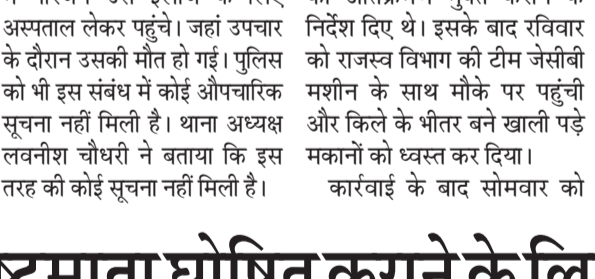 अस्पताल लेकर पहुंचे। जहां उपचार
के दौरान उसकी मौत हो गई। पुलिस
को भी इस संबंध में कोई औपचारिक
सूचना नहीं मिली है। थाना अध्यक्ष
लवनीश चौधरी ने बताया कि इस
तरह की कोई सूचना नहीं मिली है।
निर्देश दिए थे। इसके बाद रविवार
को राजस्व विभाग की टीम जेसीबी
मशीन के साथ मौके पर पहुंची
और किले के भीतर बने खाली पड़े
मकानों को ध्वस्त कर दिया।
कार्रवाई के बाद सोमवार को
घोषित कराने के लि